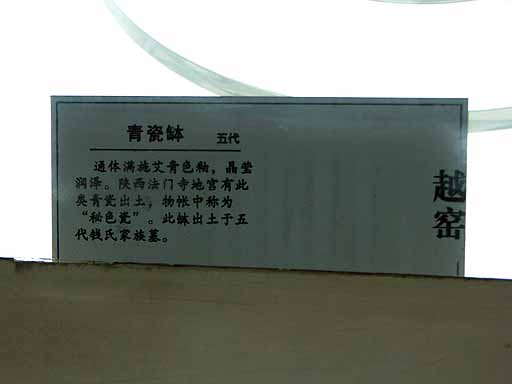 青瓷缽 五代
通体满施艾青色釉，晶莹
润泽。陕西法门寺地宫有此
类青瓷出土，物帐中称为
“秘色瓷”。此缽出土于五
代钱氏家族墓。
越窑